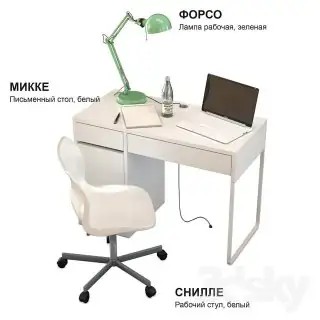 ФОРСО
Лампа рабочая, зеленая
МИККЕ
Письменный стол, белый
СНИЛЛЕ
Рабочий стул, белый